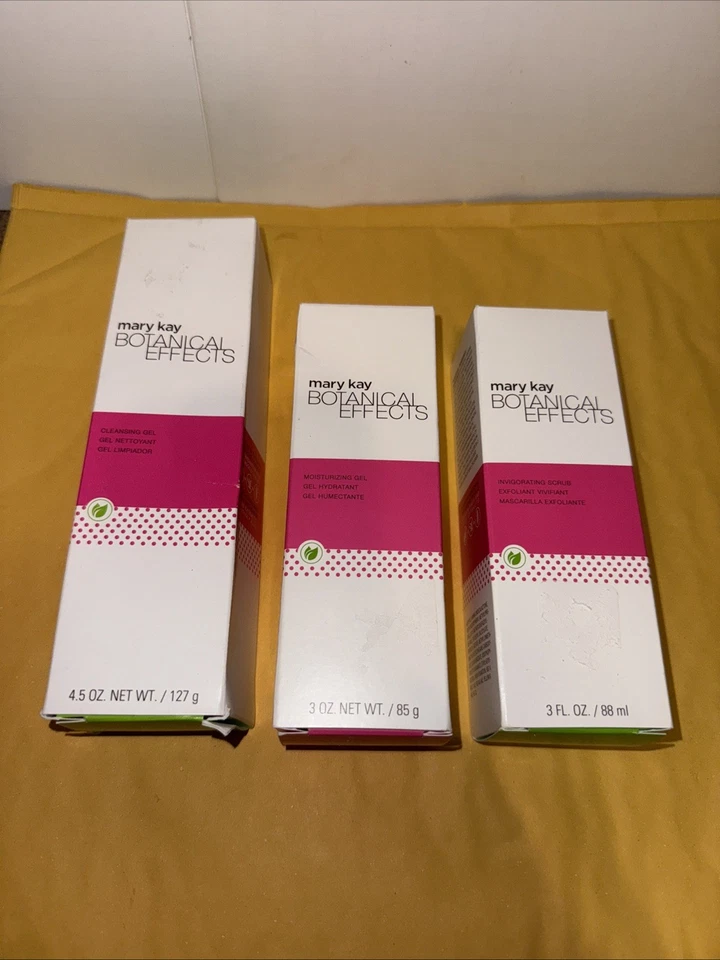 mary kay
BOTANICAL
EFFECTS
CLEANSING GEL
GEL NETTOYANT
GEL LIMPIADOR
4.5 OZ. NET WT. / 127 g
mary kay
BOTANICAL
EFFECTS
MOISTURIZING GEL
GEL HYDRATANT
GEL HUMECTANTE
3 OZ. NET WT. / 85 g
mary kay
BOTANICAL
EFFECTS
INVIGORATING SCRUB
EXFOLIANT VIVIFIANT
MASCARILLA EXFOLIANTE
3 FL. OZ. / 88 ml